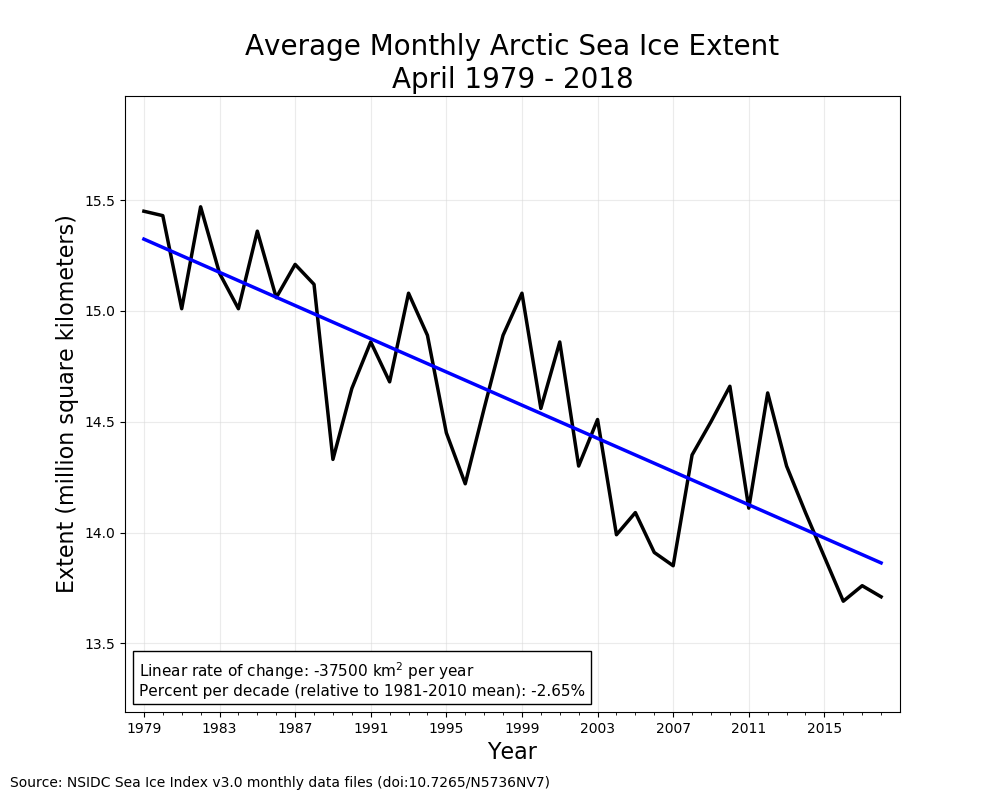 Average Monthly Arctic Sea Ice Extent
April 1979 - 2018
Extent (million square kilometers)
15.5
15.0
14.5
14.0
13.5
Linear rate of change: -37500 km² per year
Percent per decade (relative to 1981-2010 mean): -2.65%
1979 1983 1987 1991 1995 1999 2003 2007 2011 2015
Year
Source: NSIDC Sea Ice Index v3.0 monthly data files (doi:10.7265/N5736NV7)